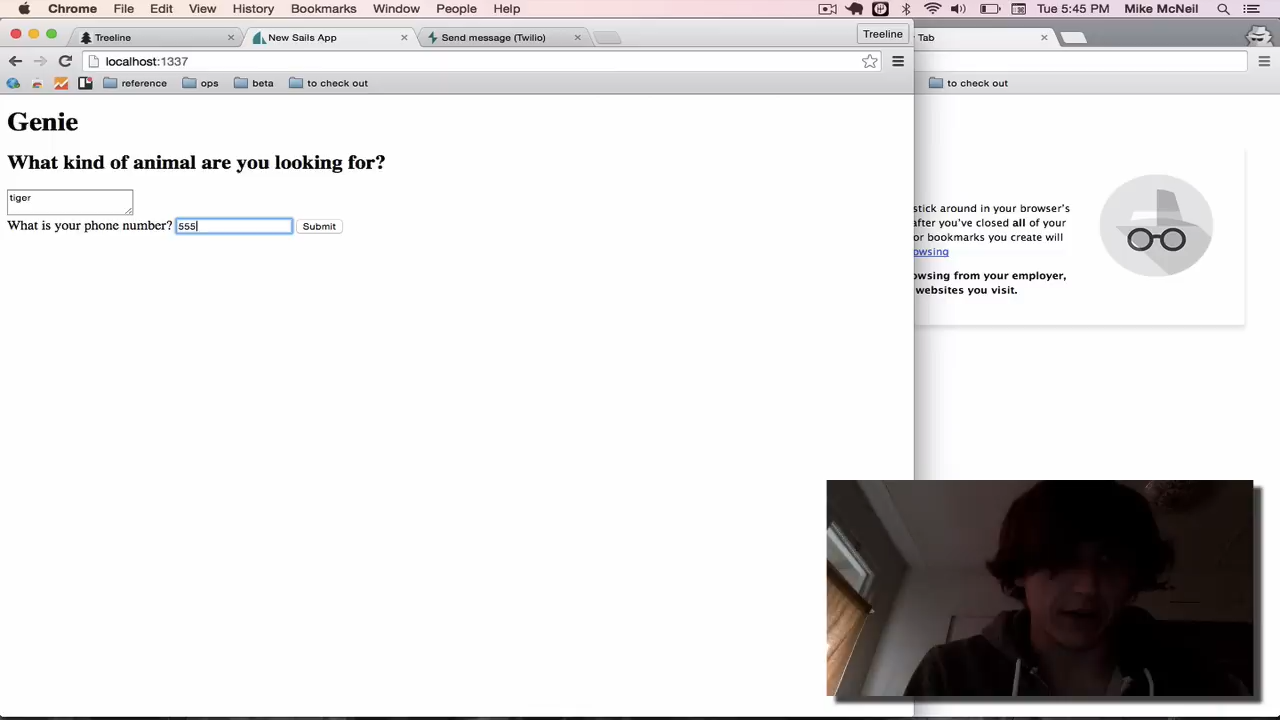 Chrome File Edit View History Bookmarks Window People Help Tue 5:45 PM Mike McNeil
Treeline New Sails App Send message (Twilio) Treeline
Tab
localhost:1337
reference ops beta to check out
to check out
Genie
What kind of animal are you looking for?
tiger
What is your phone number? 555 Submit
stick around in your browser's
after you've closed all of your
or bookmarks you create will
owsing
owsing from your employer,
websites you visit.